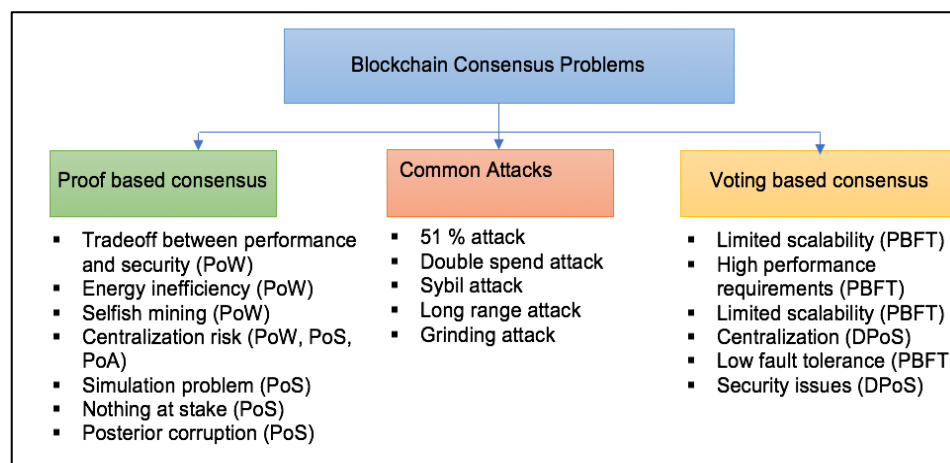 Blockchain Consensus Problems
Proof based consensus
▪ Tradeoff between performance
and security (PoW)
▪ Energy inefficiency (PoW)
▪ Selfish mining (PoW)
▪ Centralization risk (PoW, PoS,
PoA)
▪ Simulation problem (PoS)
▪ Nothing at stake (PoS)
▪ Posterior corruption (PoS)
Common Attacks
▪ 51 % attack
▪ Double spend attack
▪ Sybil attack
▪ Long range attack
▪ Grinding attack
Voting based consensus
▪ Limited scalability (PBFT)
▪ High performance
requirements (PBFT)
▪ Limited scalability (PBFT)
▪ Centralization (DPoS)
▪ Low fault tolerance (PBFT
▪ Security issues (DPoS)